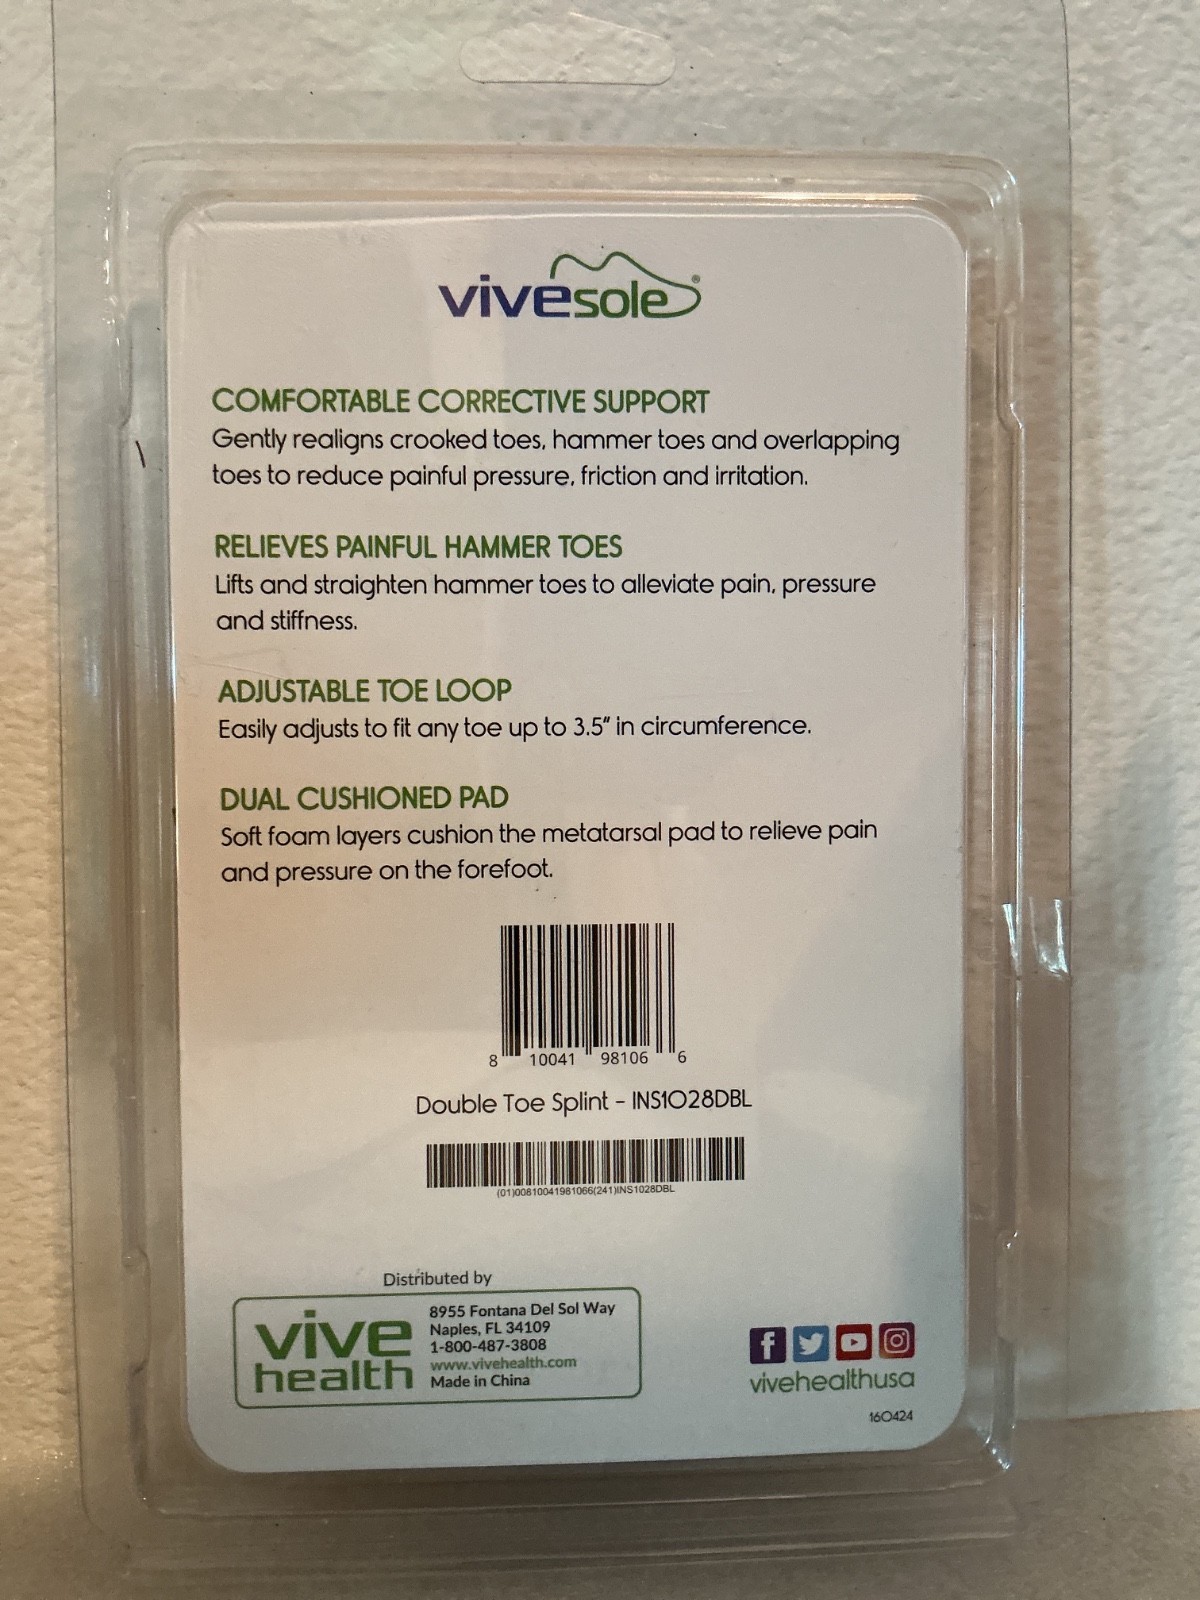 vivesole®
COMFORTABLE CORRECTIVE SUPPORT
Gently realigns crooked toes, hammer toes and overlapping
toes to reduce painful pressure, friction and irritation.
RELIEVES PAINFUL HAMMER TOES
Lifts and straighten hammer toes to alleviate pain, pressure
and stiffness.
ADJUSTABLE TOE LOOP
Easily adjusts to fit any toe up to 3.5" in circumference.
DUAL CUSHIONED PAD
Soft foam layers cushion the metatarsal pad to relieve pain
and pressure on the forefoot.
8 10041 98106 6
Double Toe Splint - INS1028DBL
(01)00810041981066(241)INS1028DBL
Distributed by
vive health
8955 Fontana Del Sol Way
Naples, FL 34109
1-800-487-3808
www.vivehealth.com
Made in China
vivehealthusa
160424